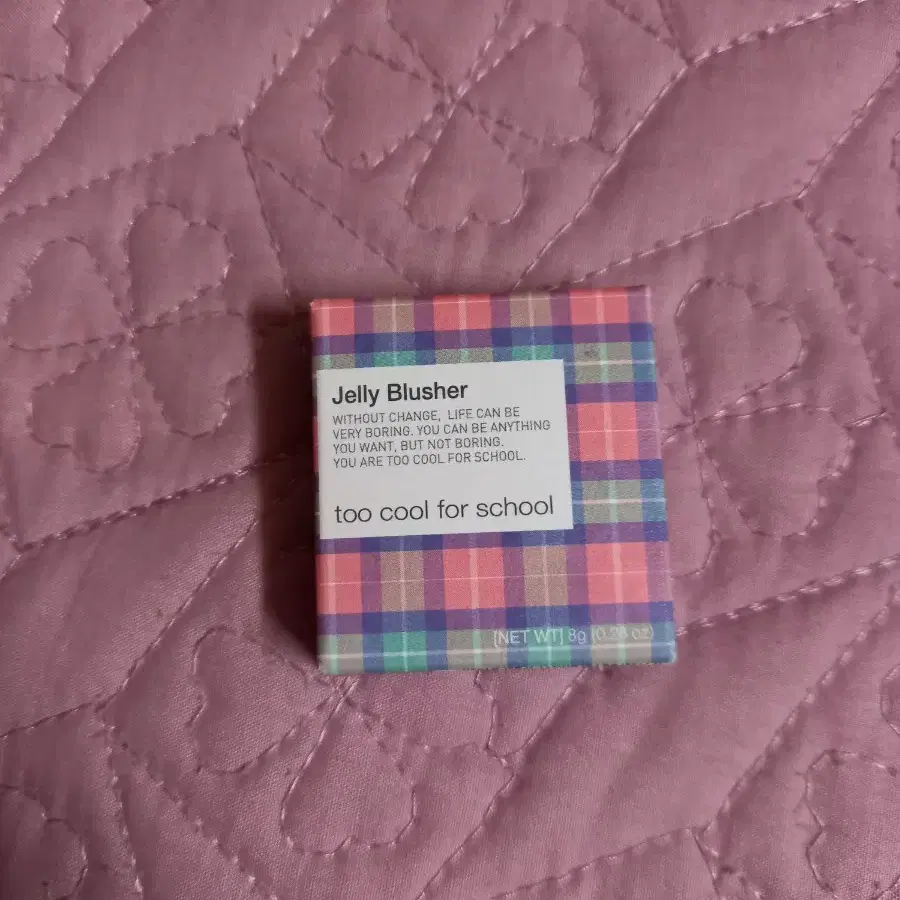 Jelly Blusher
WITHOUT CHANGE, LIFE CAN BE
VERY BORING. YOU CAN BE ANYTHING
YOU WANT, BUT NOT BORING.
YOU ARE TOO COOL FOR SCHOOL.
too cool for school
[NET WT] 8g (0.28 oz)